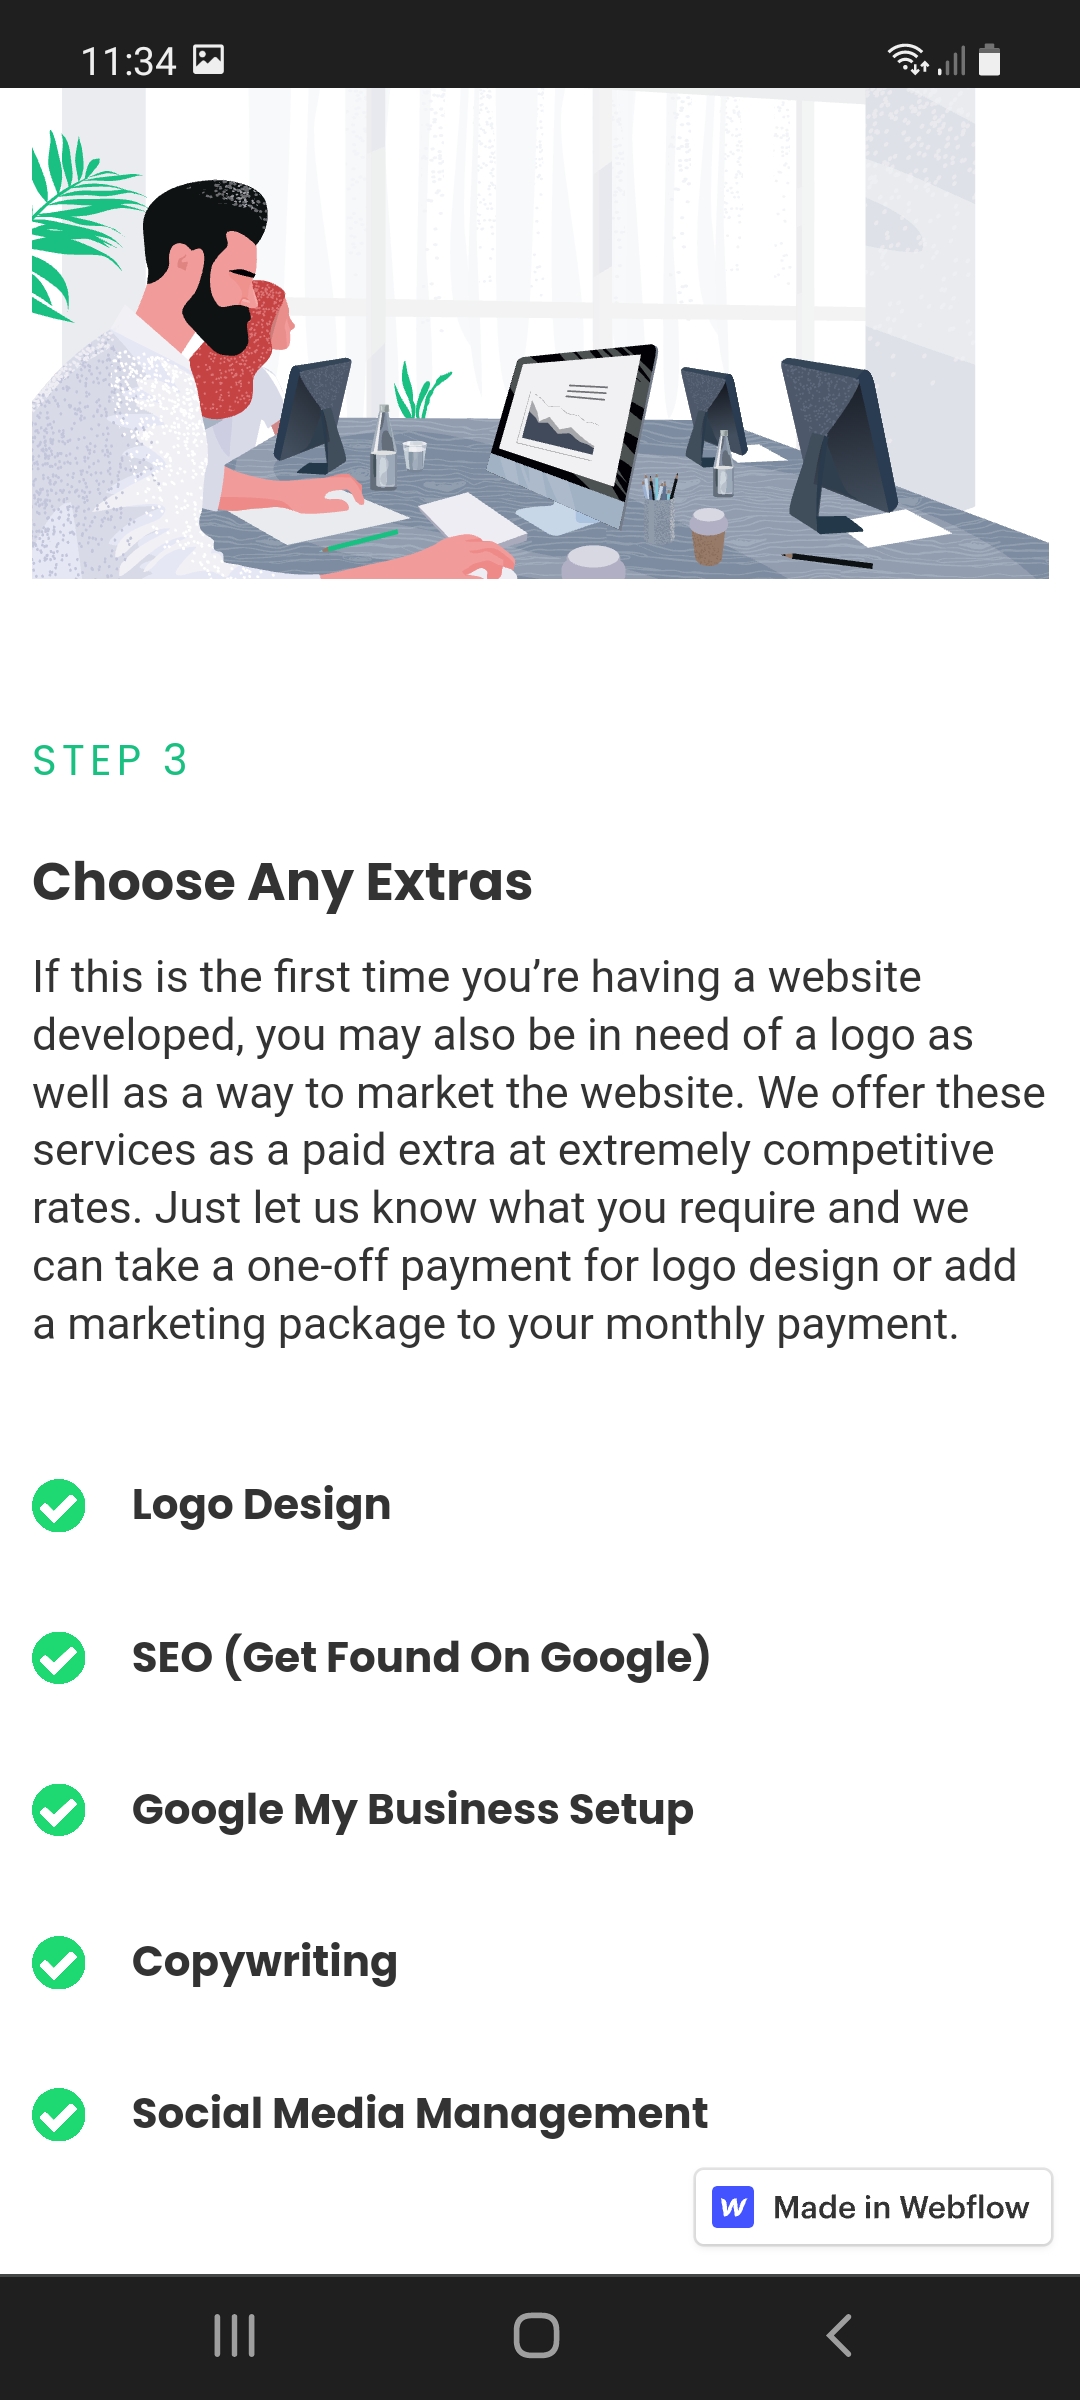 11:34
STEP 3
Choose Any Extras
If this is the first time you’re having a website
developed, you may also be in need of a logo as
well as a way to market the website. We offer these
services as a paid extra at extremely competitive
rates. Just let us know what you require and we
can take a one-off payment for logo design or add
a marketing package to your monthly payment.
Logo Design
SEO (Get Found On Google)
Google My Business Setup
Copywriting
Social Media Management
W Made in Webflow